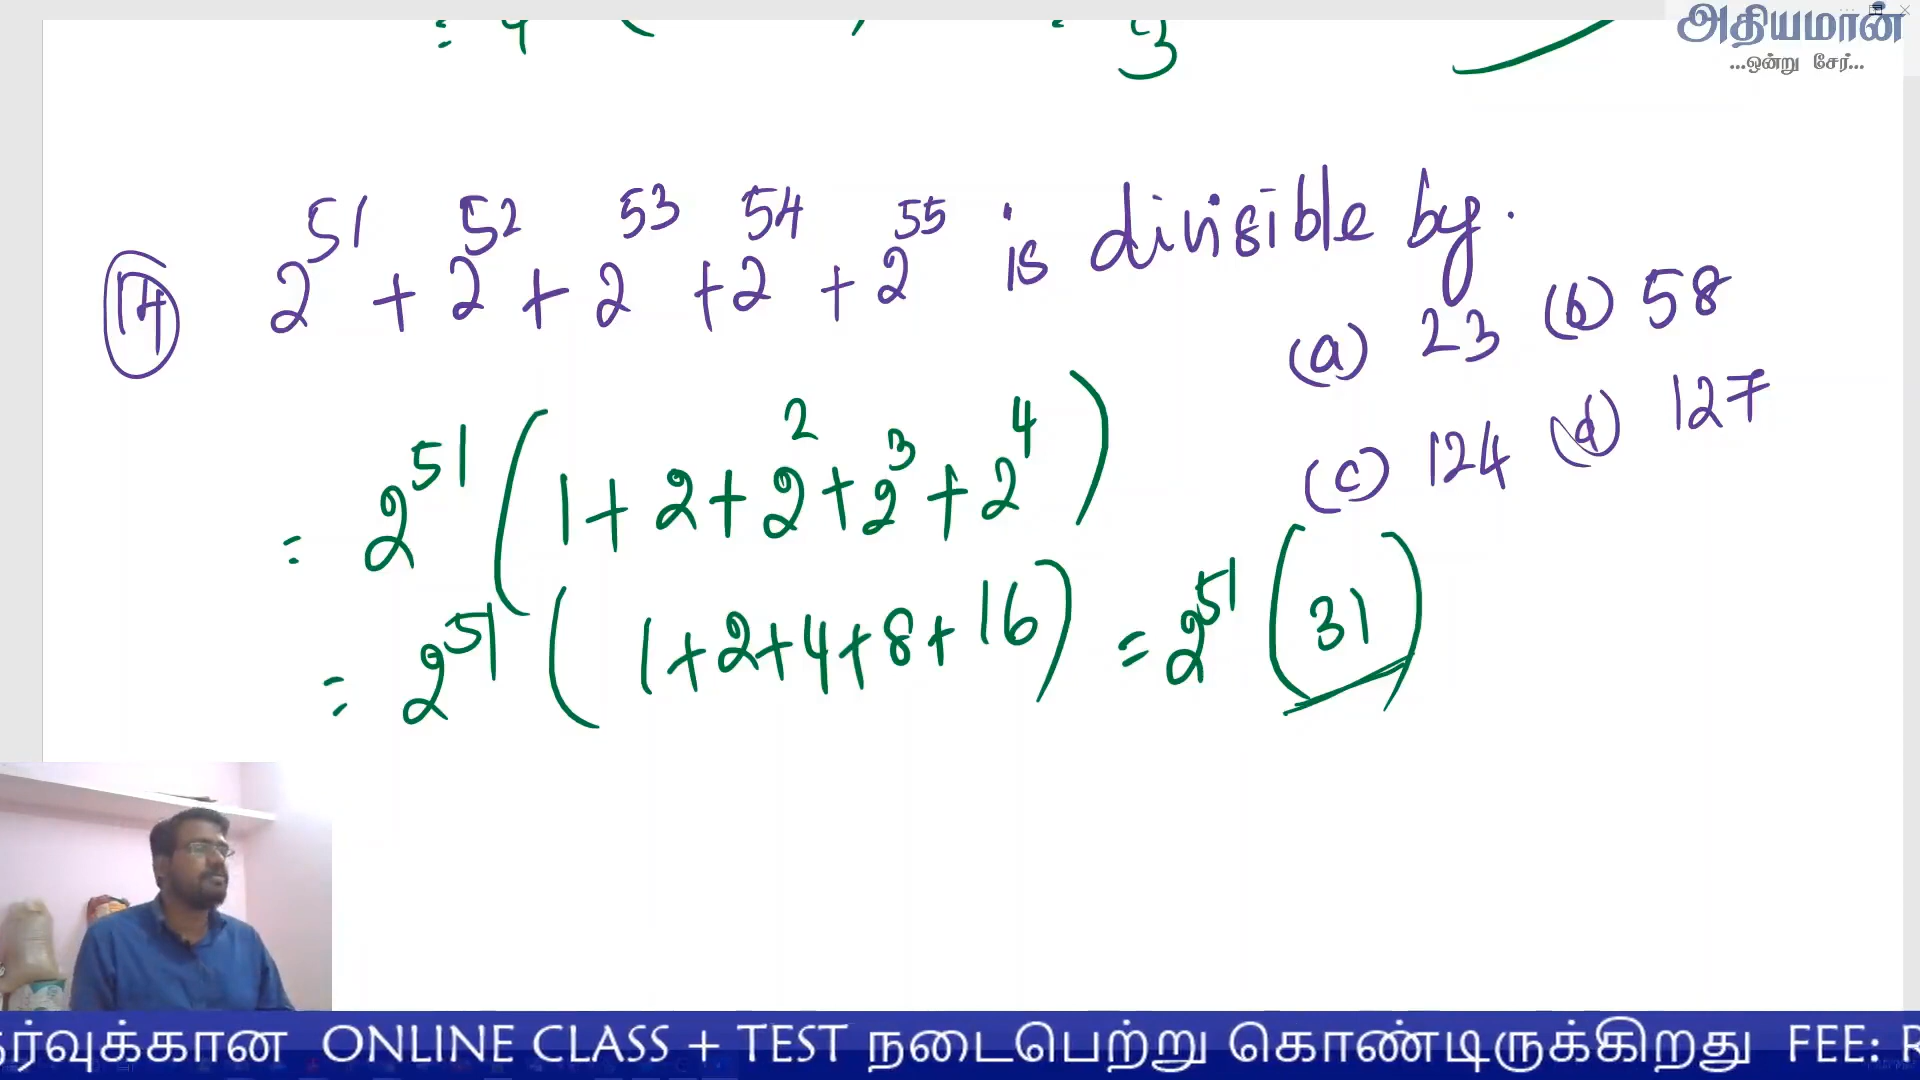 அதியமான்
...ஒன்று சேர்...
(14) 2^51 + 2^52 + 2^53 + 2^54 + 2^55 is divisible by.
(a) 23 (b) 58
(c) 124 (d) 127
= 2^51 (1 + 2 + 2^2 + 2^3 + 2^4)
= 2^51 (1+2+4+8+16) = 2^51 (31)
ONLINE CLASS + TEST நடைபெற்று கொண்டிருக்கிறது FEE: